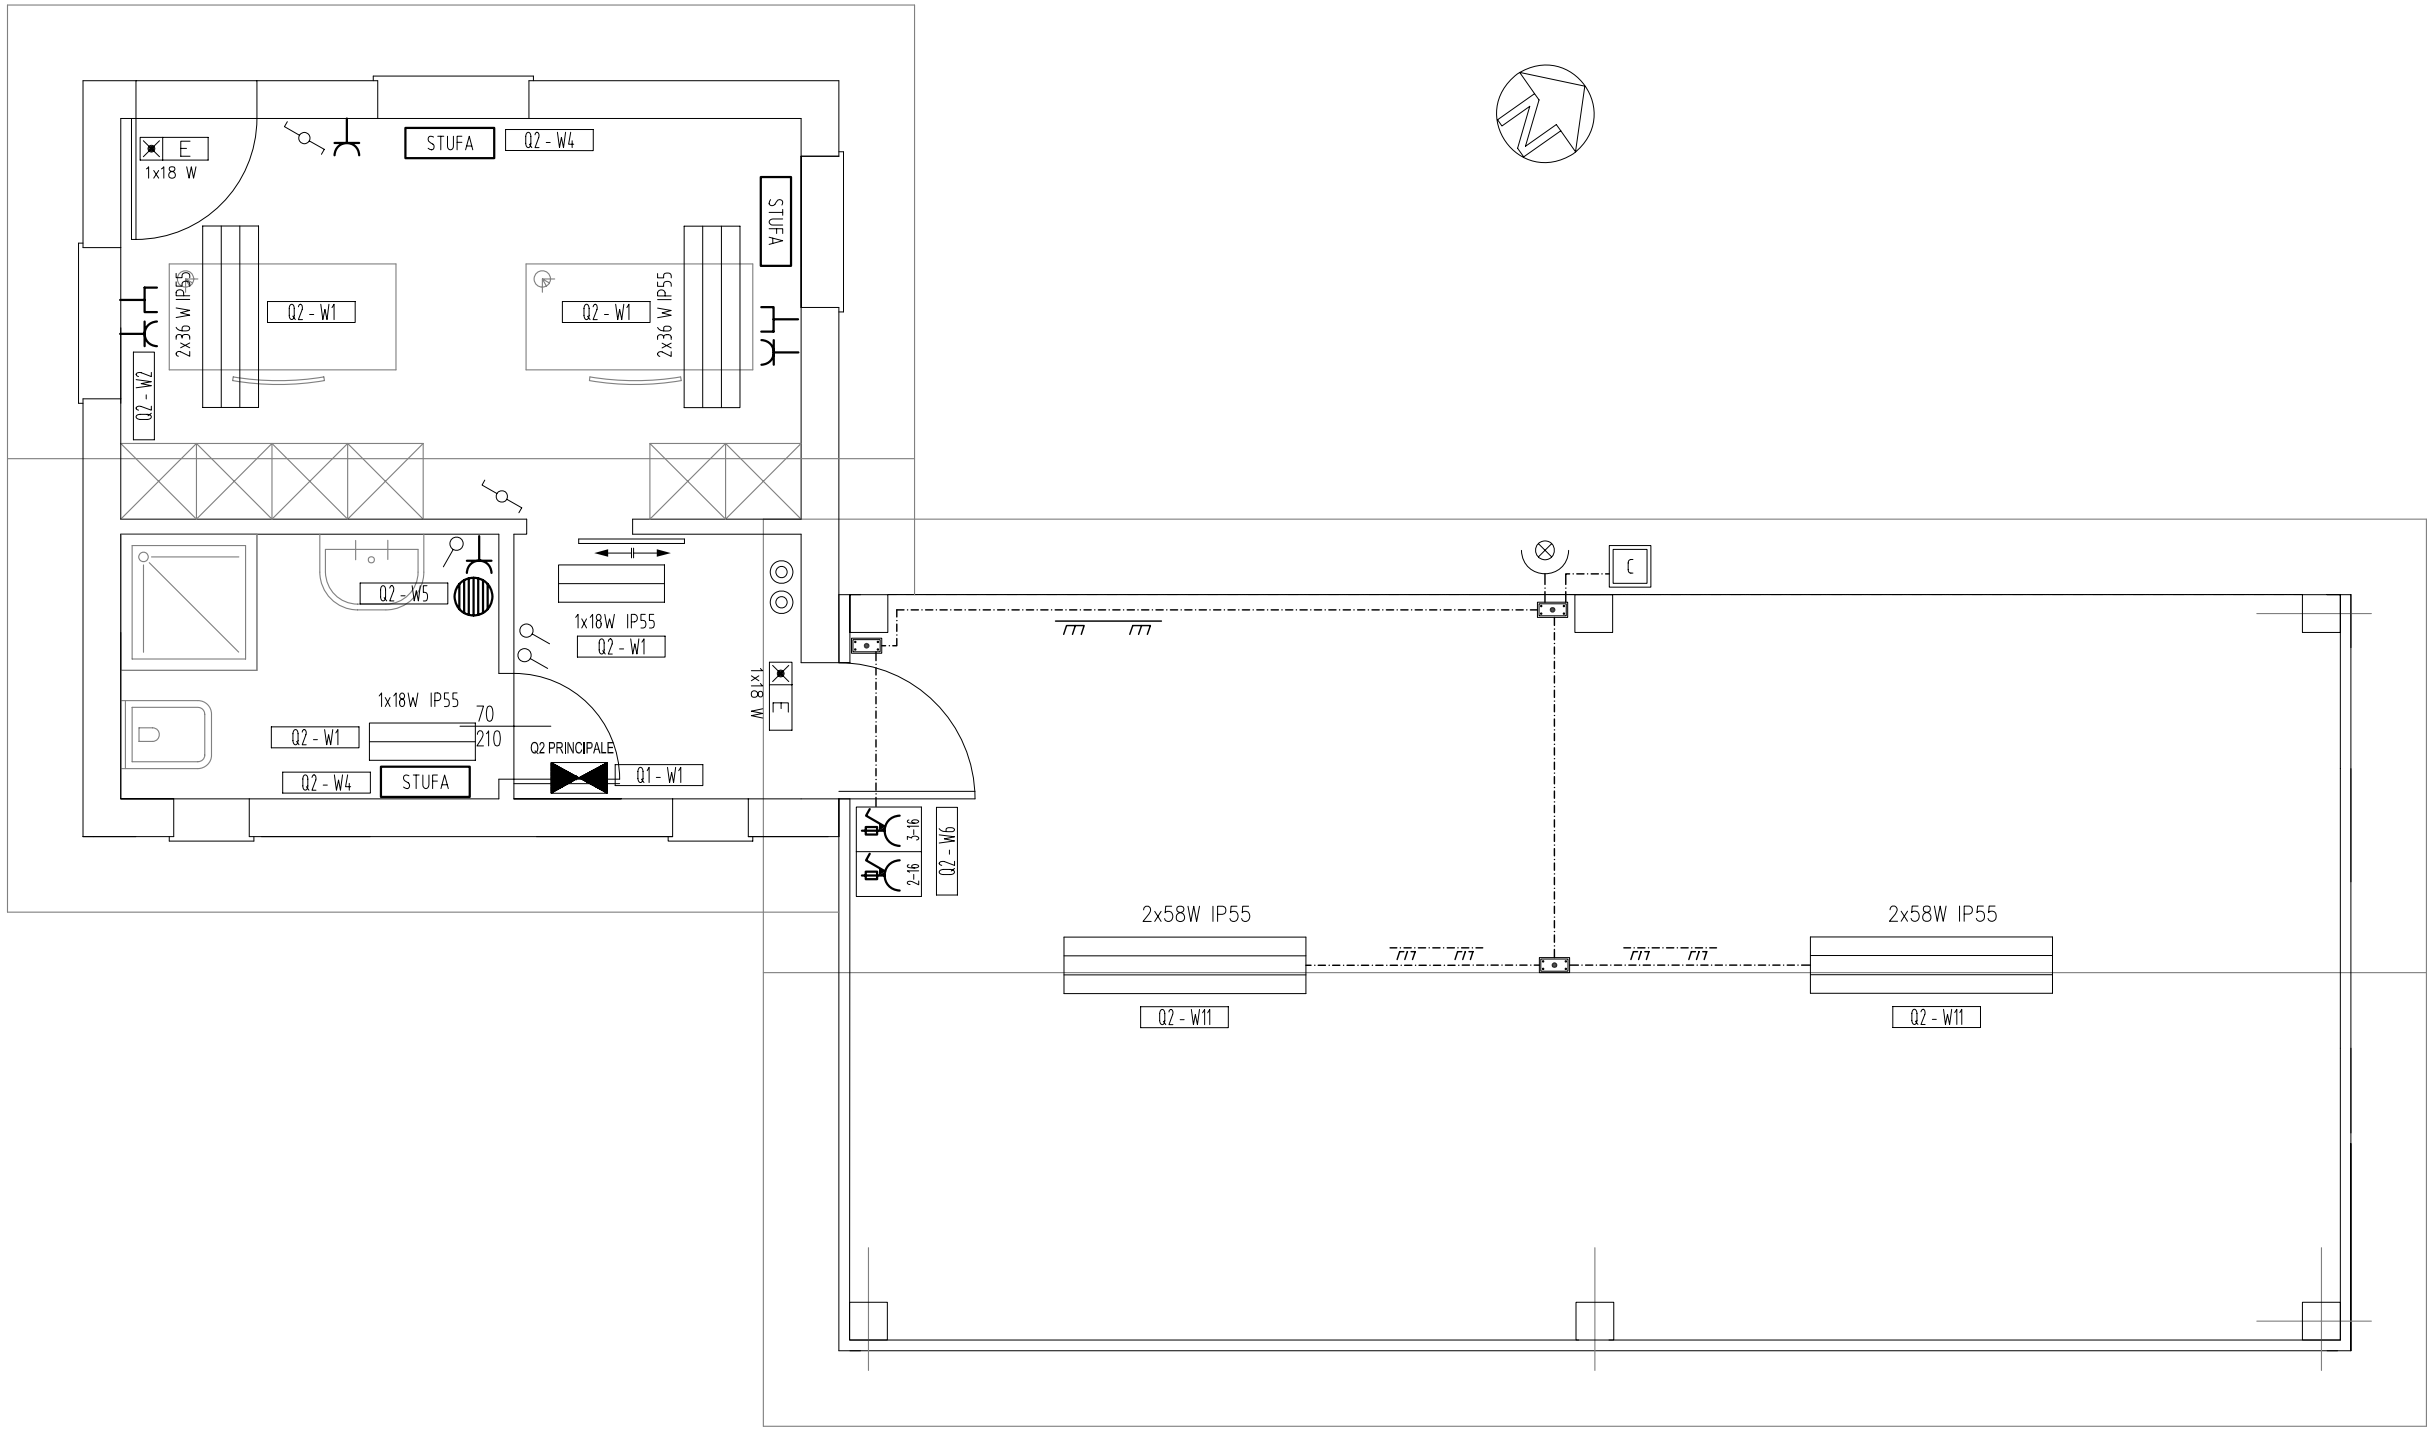 E
1x18 W
STUFA
Q2 - W4
STUFA
2x36 W IP55
Q2 - W1
Q2 - W1
2x36 W IP55
Q2 - W2
N
Q2 - W5
1x18W IP55
Q2 - W1
C
1x18 W
E
1x18W IP55
70
210
Q2 - W1
Q2 PRINCIPALE
Q2 - W4
STUFA
Q1 - W1
3-16
2-16
Q2 - W6
2x58W IP55
2x58W IP55
Q2 - W11
Q2 - W11